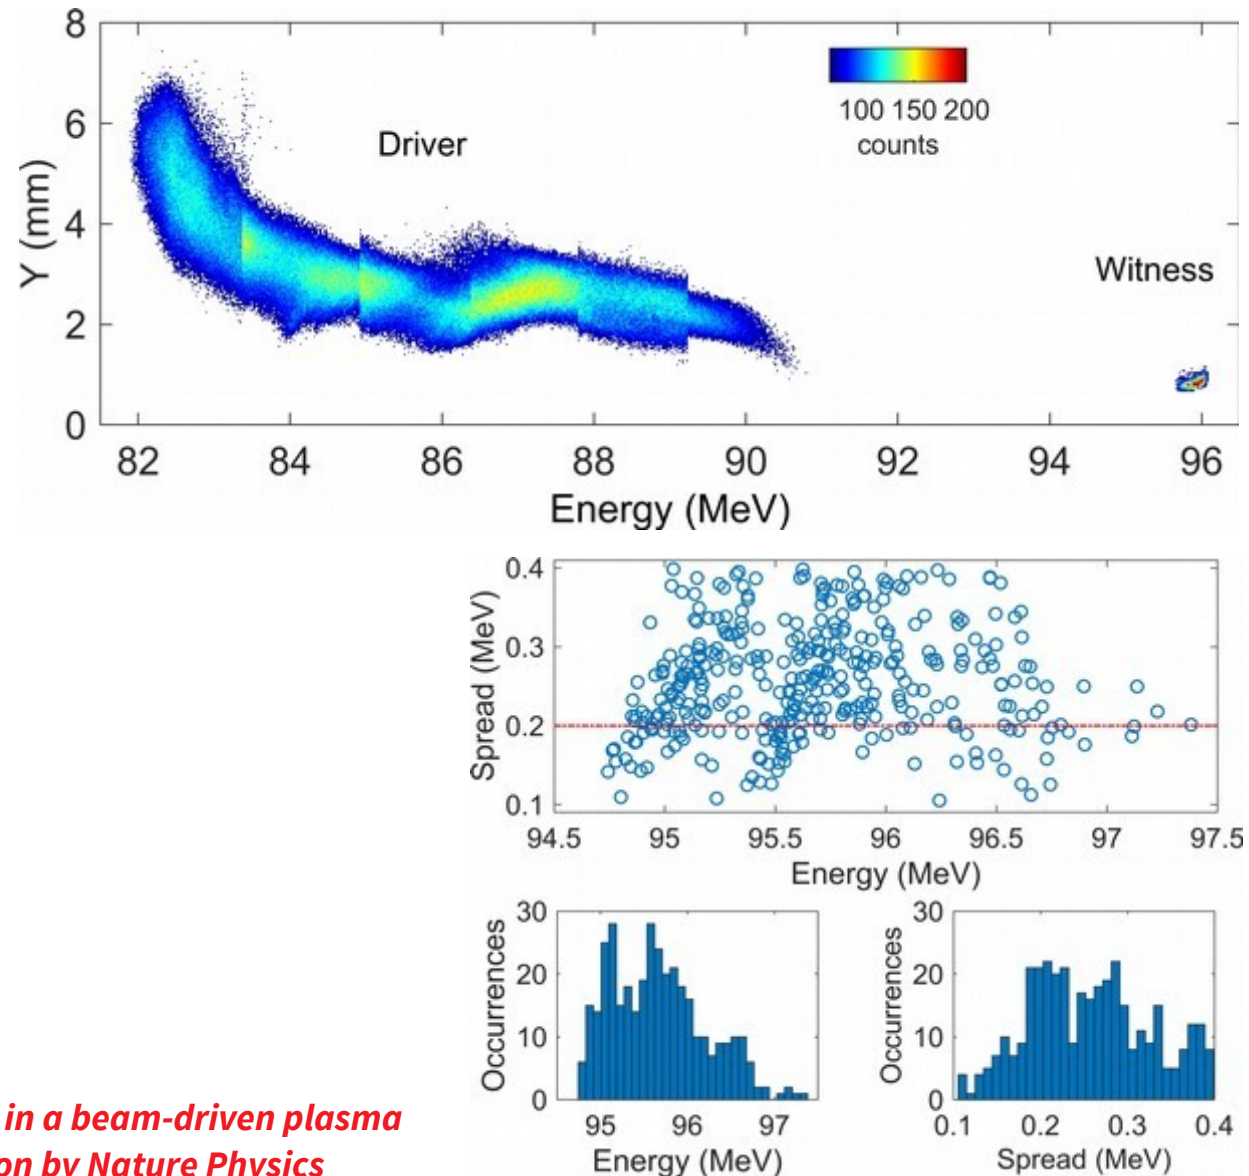 8
6
4
2
0
Y (mm)
Driver
100 150 200
counts
Witness
82 84 86 88 90 92 94 96
Energy (MeV)
0.4
0.3
0.2
0.1
Spread (MeV)
94.5 95 95.5 96 96.5 97 97.5
Energy (MeV)
30
20
10
0
Occurrences
95 96 97
Energy (MeV)
30
20
10
0
Occurrences
0.1 0.2 0.3 0.4
Spread (MeV)
in a beam-driven plasma
on by Nature Physics